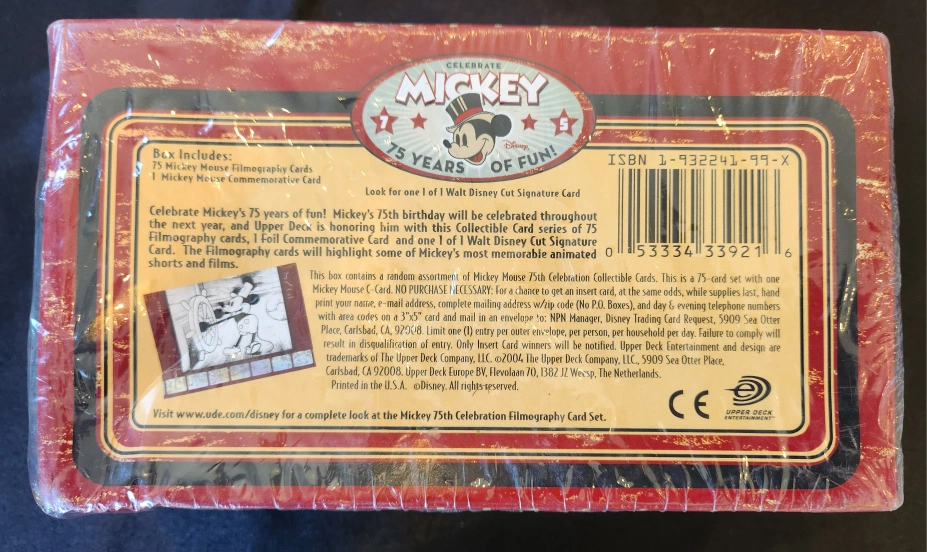 CELEBRATE
MICKEY
7 5
Disney
75 YEARS OF FUN!
Box Includes:
75 Mickey Mouse Filmography Cards
1 Mickey Mouse Commemorative Card
Look for one 1 of 1 Walt Disney Cut Signature Card
ISBN 1-932241-99-X
0 53334 33921 6
Celebrate Mickey's 75 years of fun! Mickey's 75th birthday will be celebrated throughout
the next year, and Upper Deck is honoring him with this Collectible Card series of 75
Filmography cards, 1 Foil Commemorative Card and one 1 of 1 Walt Disney Cut Signature
Card. The Filmography cards will highlight some of Mickey's most memorable animated
shorts and films.
This box contains a random assortment of Mickey Mouse 75th Celebration Collectible Cards. This is a 75-card set with one
Mickey Mouse C-Card. NO PURCHASE NECESSARY: For a chance to get an insert card, at the same odds, while supplies last, hand
print your name, e-mail address, complete mailing address w/zip code (No P.O. Boxes), and day & evening telephone numbers
with area codes on a 3"x5" card and mail in an envelope to: NPN Manager, Disney Trading Card Request, 5909 Sea Otter
Place, Carlsbad, CA, 92008. Limit one (1) entry per outer envelope, per person, per household per day. Failure to comply will
result in disqualification of entry. Only Insert Card winners will be notified. Upper Deck Entertainment and design are
trademarks of The Upper Deck Company, LLC. ©2004 The Upper Deck Company, LLC., 5909 Sea Otter Place,
Carlsbad, CA 92008. Upper Deck Europe BV, Flevolaan 70, 1382 JZ Weesp, The Netherlands.
Printed in the U.S.A. ©Disney. All rights reserved.
CE
UPPER DECK
ENTERTAINMENT
Visit www.ude.com/disney for a complete look at the Mickey 75th Celebration Filmography Card Set.